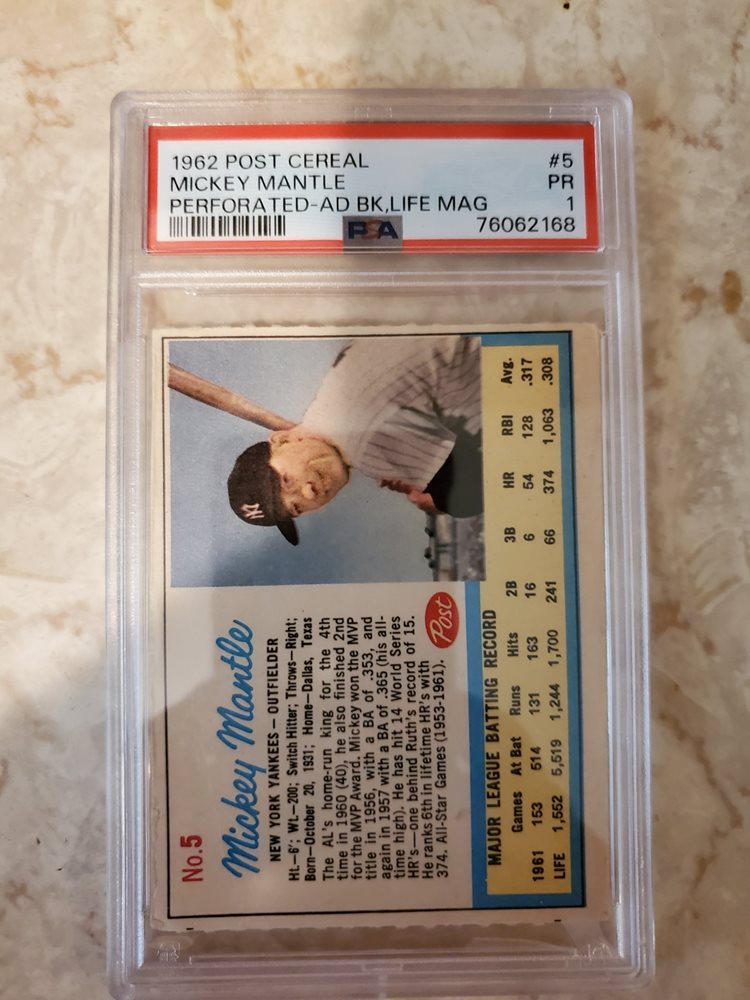 1962 POST CEREAL #5
MICKEY MANTLE PR
PERFORATED-AD BK,LIFE MAG 1
PSA 76062168
No.5
Mickey Mantle
NEW YORK YANKEES – OUTFIELDER
Ht.–6'; Wt.–200; Switch Hitter; Throws–Right;
Born–October 20, 1931; Home–Dallas, Texas
The AL's home-run king for the 4th
time in 1960 (40), he also finished 2nd
for the MVP Award. Mickey won the MVP
title in 1956, with a BA of .353, and
again in 1957 with a BA of .365 (his all-
time high). He has hit 14 World Series
HR's—one behind Ruth's record of 15.
He ranks 6th in lifetime HR's with
374. All-Star Games (1953-1961).
Post
MAJOR LEAGUE BATTING RECORD
Games At Bat Runs Hits 2B 3B HR RBI Avg.
1961 153 514 131 163 16 6 54 128 .317
LIFE 1,552 5,519 1,244 1,700 241 66 374 1,063 .308